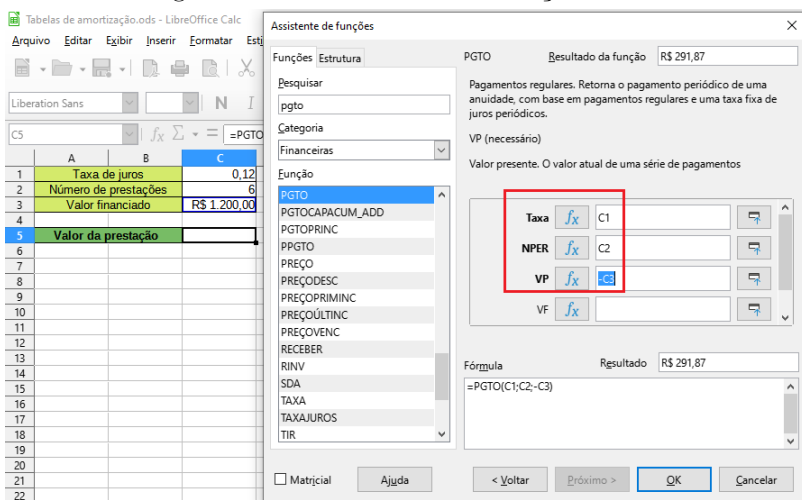 Tabelas de amortização.ods - LibreOffice Calc
Arquivo Editar Exibir Inserir Formatar
Liberation Sans N I
C5 fx Σ = =PGTO
A B C
1 Taxa de juros 0,12
2 Número de prestações 6
3 Valor financiado R$ 1.200,00
4
5 Valor da prestação
6
7
8
9
10
11
12
13
14
15
16
17
18
19
20
21
22
Assistente de funções
Funções Estrutura
Pesquisar
pgto
Categoria
Financeiras
Função
PGTO
PGTOCAPACUM_ADD
PGTOPRINC
PPGTO
PREÇO
PREÇODESC
PREÇOPRIMINC
PREÇOÚLTINC
PREÇOVENC
RECEBER
RINV
SDA
TAXA
TAXAJUROS
TIR
PGTO Resultado da função R$ 291,87
Pagamentos regulares. Retorna o pagamento periódico de uma
anuidade, com base em pagamentos regulares e uma taxa fixa de
juros periódicos.
VP (necessário)
Valor presente. O valor atual de uma série de pagamentos
Taxa fx C1
NPER fx C2
VP fx -C3
VF fx
Fórmula Resultado R$ 291,87
=PGTO(C1;C2;-C3)
Matricial Ajuda < Voltar Próximo > OK Cancelar